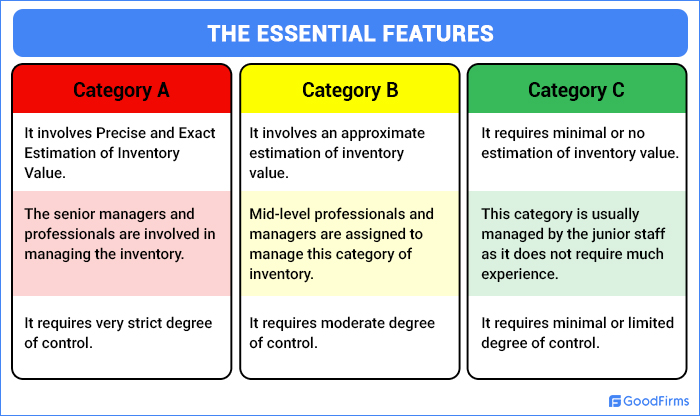 THE ESSENTIAL FEATURES
Category A
It involves Precise and Exact
Estimation of Inventory
Value.
The senior managers and
professionals are involved in
managing the inventory.
It requires very strict degree
of control.
Category B
It involves an approximate
estimation of inventory
value.
Mid-level professionals and
managers are assigned to
manage this category of
inventory.
It requires moderate degree
of control.
Category C
It requires minimal or no
estimation of inventory value.
This category is usually
managed by the junior staff
as it does not require much
experience.
It requires minimal or limited
degree of control.
GoodFirms